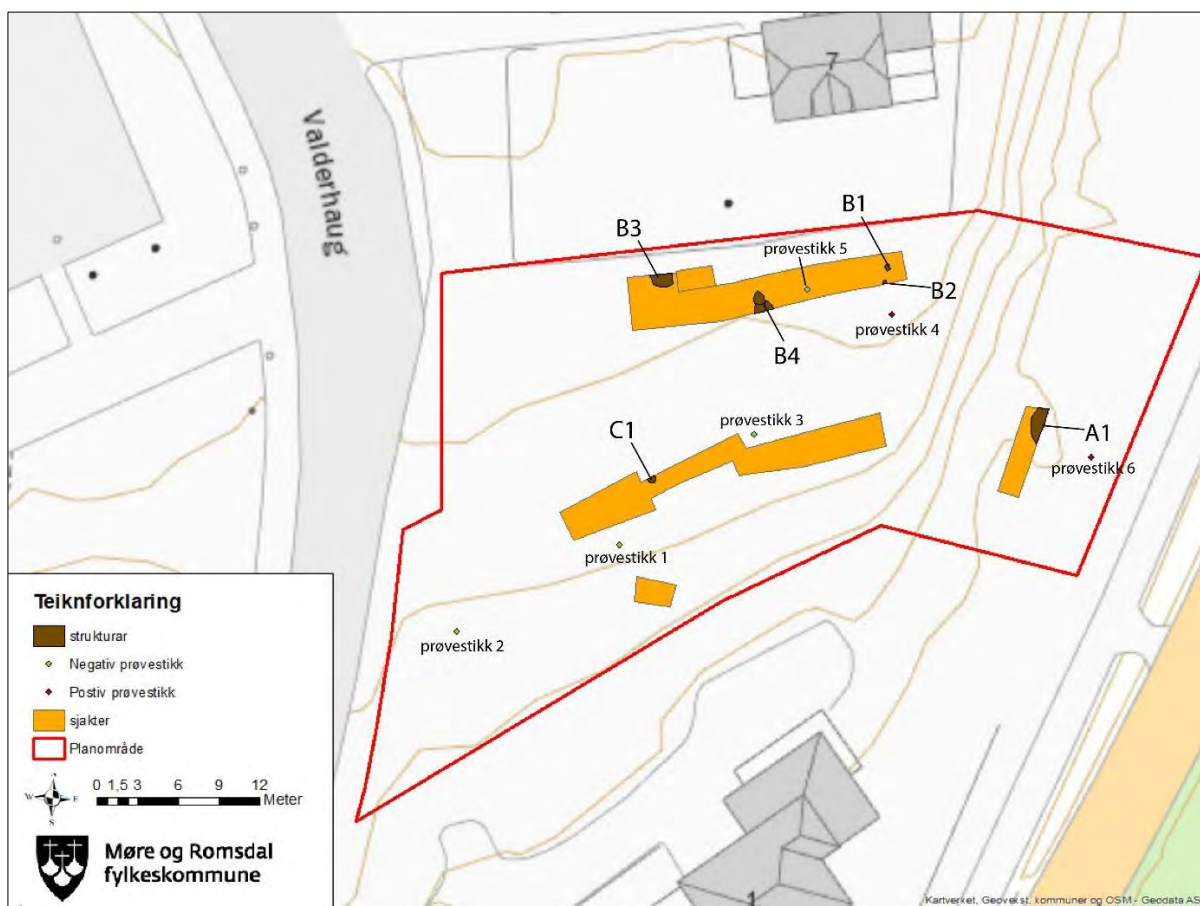 7
Valderhaug
B3
B1
prøvestikk 5
B2
prøvestikk 4
B4
prøvestikk 3
C1
A1
prøvestikk 6
prøvestikk 1
prøvestikk 2
Teiknforklaring
strukturar
Negativ prøvestikk
Postiv prøvestikk
sjakter
Planområde
N
W E
S
0 1,5 3 6 9 12
Meter
Møre og Romsdal
fylkeskommune
1
Kartverket, Geovekst, kommuner og OSM - Geodata AS